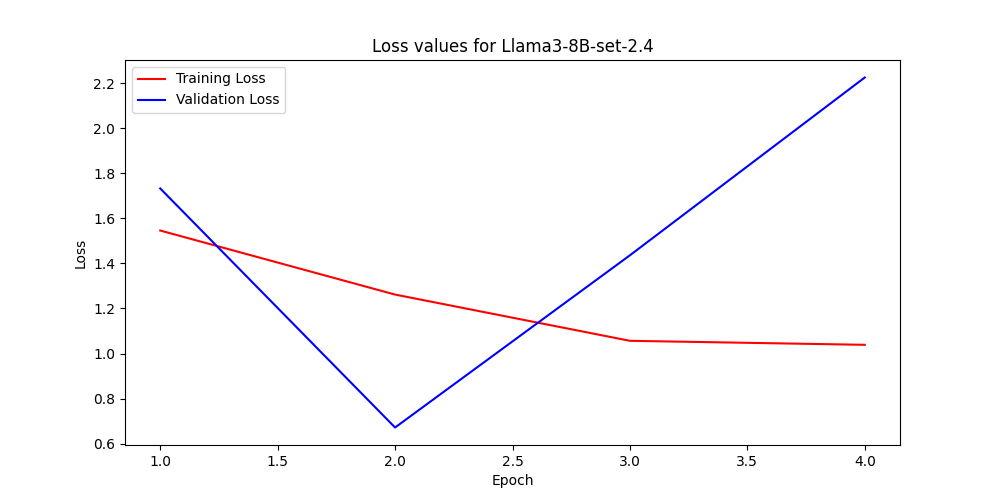 Loss values for Llama3-8B-set-2.4
Training Loss
Validation Loss
2.2
2.0
1.8
1.6
1.4
1.2
1.0
0.8
0.6
Loss
1.0 1.5 2.0 2.5 3.0 3.5 4.0
Epoch